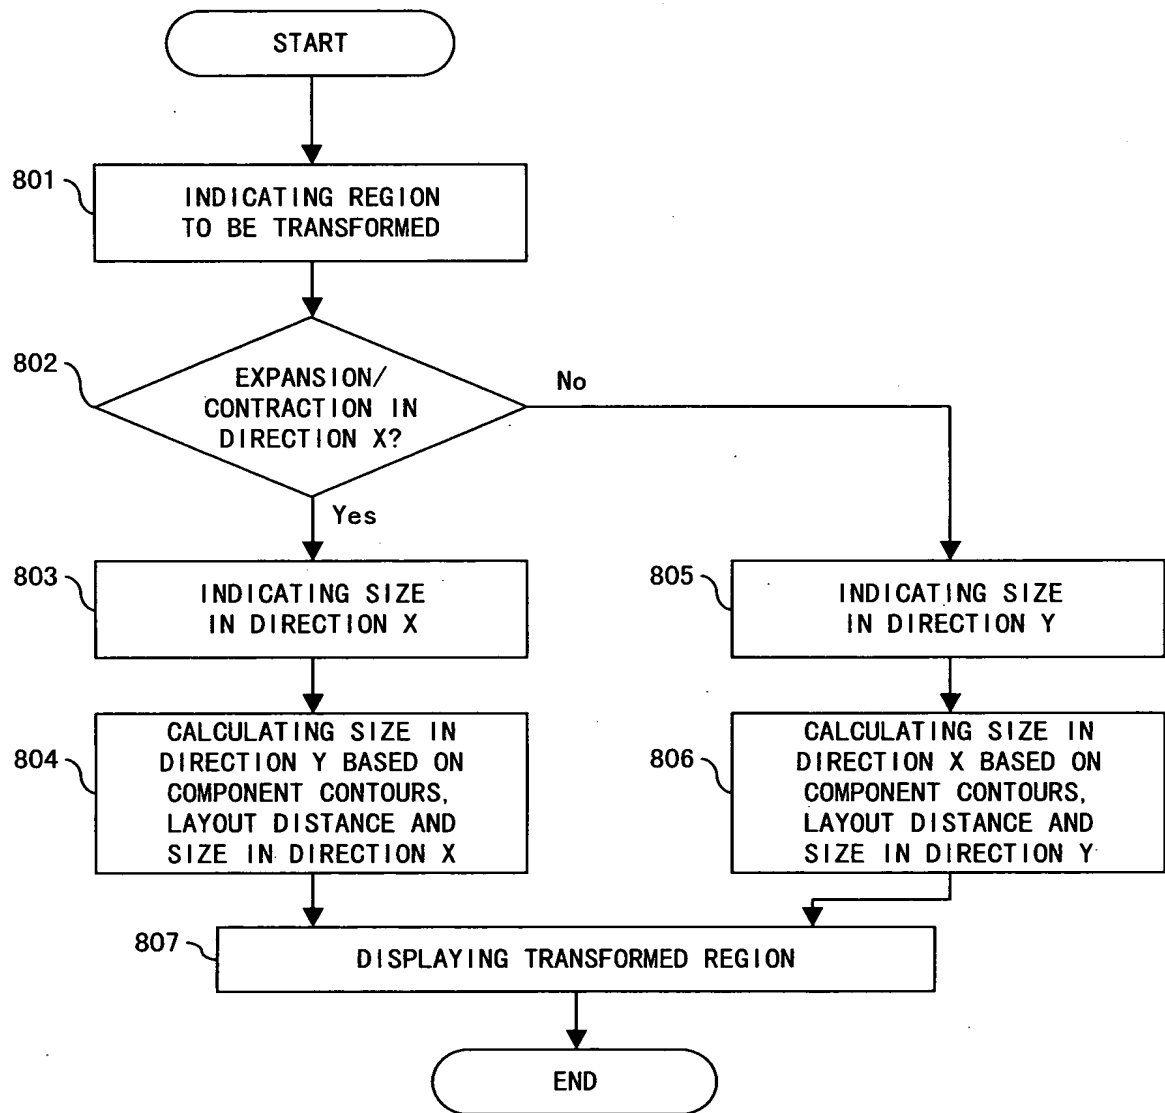 START
801
INDICATING REGION
TO BE TRANSFORMED
802
EXPANSION/
CONTRACTION IN
DIRECTION X?
No
Yes
803
INDICATING SIZE
IN DIRECTION X
805
INDICATING SIZE
IN DIRECTION Y
804
CALCULATING SIZE IN
DIRECTION Y BASED ON
COMPONENT CONTOURS,
LAYOUT DISTANCE AND
SIZE IN DIRECTION X
806
CALCULATING SIZE IN
DIRECTION X BASED ON
COMPONENT CONTOURS,
LAYOUT DISTANCE AND
SIZE IN DIRECTION Y
807
DISPLAYING TRANSFORMED REGION
END